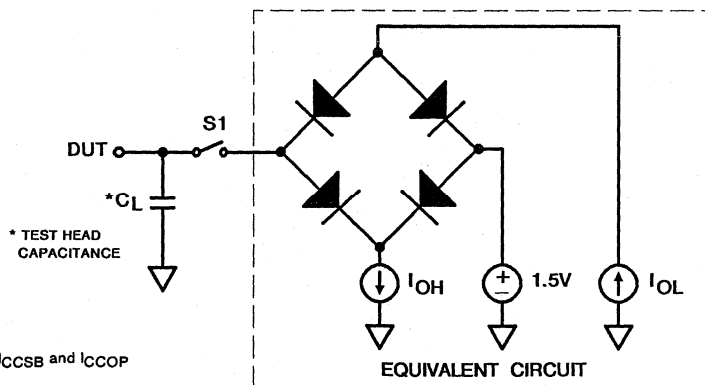 S1
DUT
*CL
* TEST HEAD
CAPACITANCE
IOH
+
−
1.5V
IOL
ICCSB and ICCOP
EQUIVALENT CIRCUIT